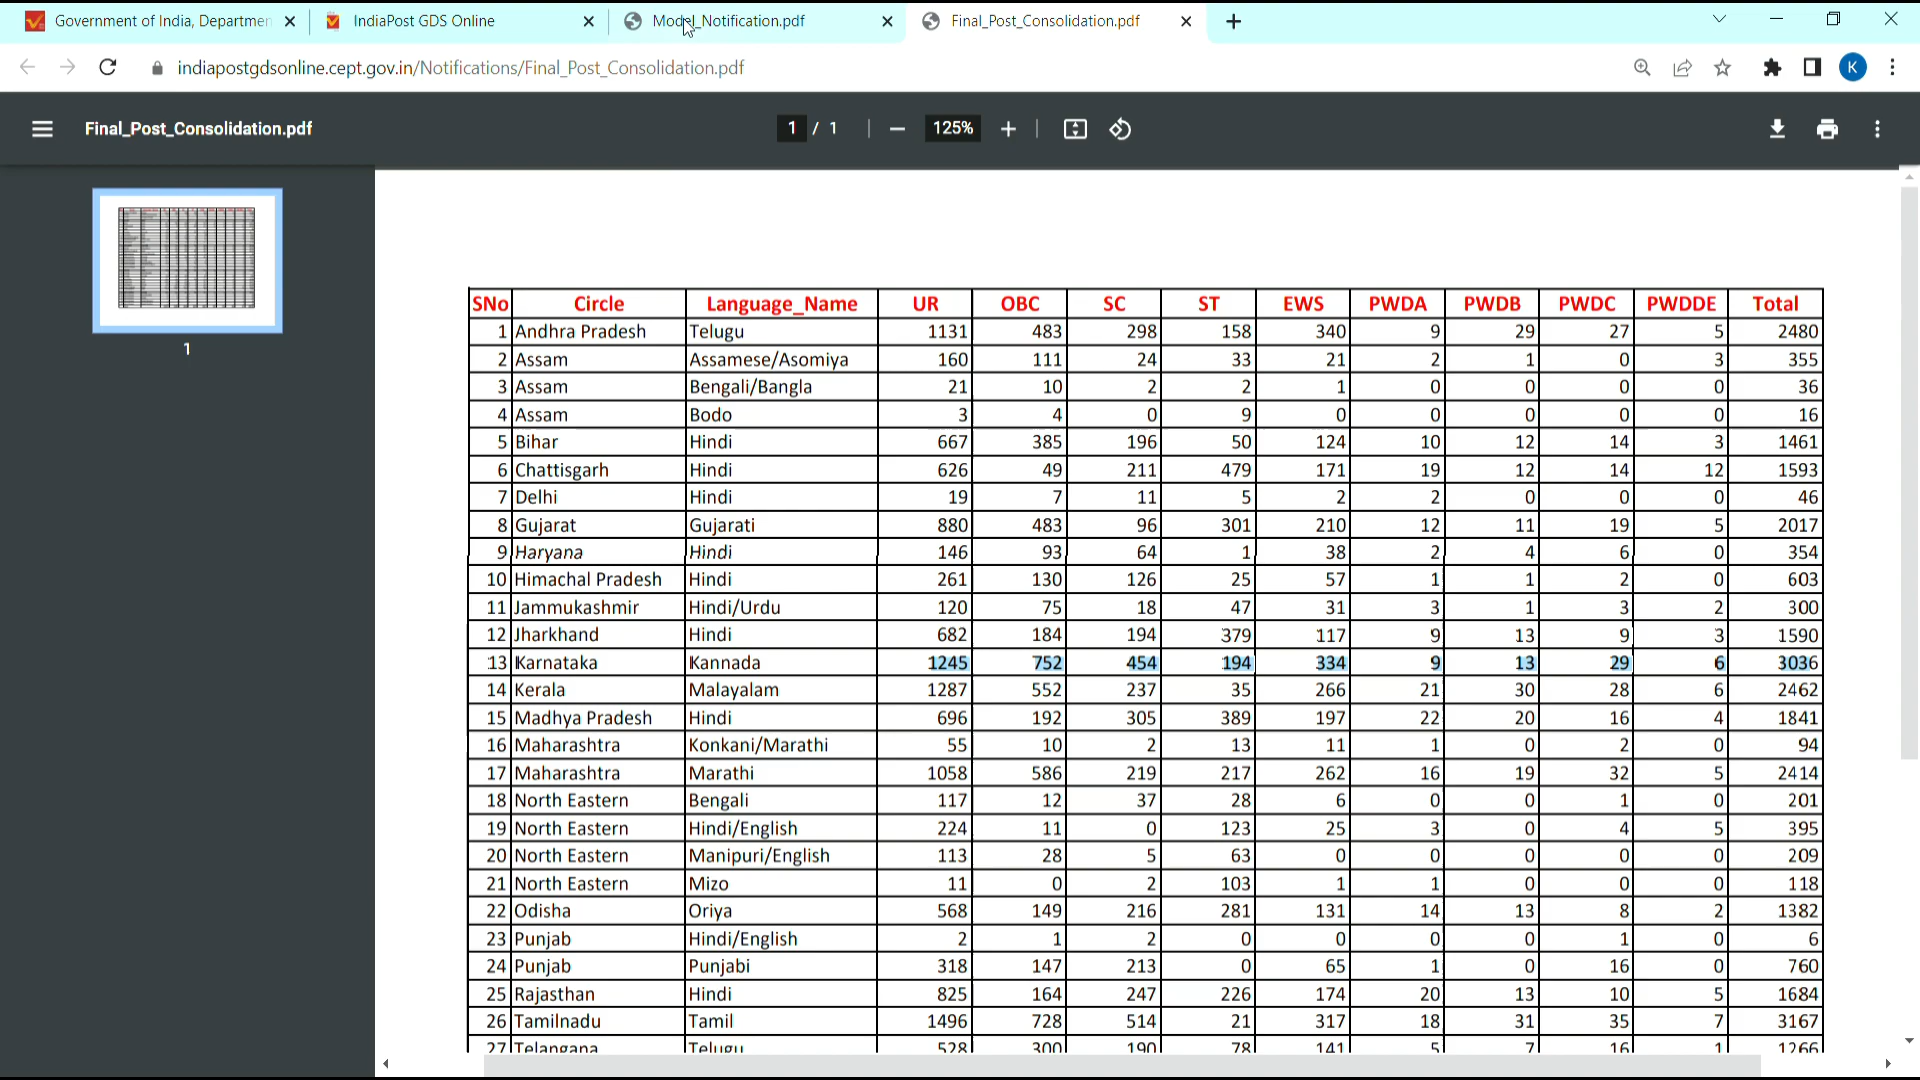 Government of India, Departmen
IndiaPost GDS Online
Model_Notification.pdf
Final_Post_Consolidation.pdf
indiapostgdsonline.cept.gov.in/Notifications/Final_Post_Consolidation.pdf
K
Final_Post_Consolidation.pdf
1 / 1
125%
1
SNo Circle Language_Name UR OBC SC ST EWS PWDA PWDB PWDC PWDDE Total
1 Andhra Pradesh Telugu 1131 483 298 158 340 9 29 27 5 2480
2 Assam Assamese/Asomiya 160 111 24 33 21 2 1 0 3 355
3 Assam Bengali/Bangla 21 10 2 2 1 0 0 0 0 36
4 Assam Bodo 3 4 0 9 0 0 0 0 0 16
5 Bihar Hindi 667 385 196 50 124 10 12 14 3 1461
6 Chattisgarh Hindi 626 49 211 479 171 19 12 14 12 1593
7 Delhi Hindi 19 7 11 5 2 2 0 0 0 46
8 Gujarat Gujarati 880 483 96 301 210 12 11 19 5 2017
9 Haryana Hindi 146 93 64 1 38 2 4 6 0 354
10 Himachal Pradesh Hindi 261 130 126 25 57 1 1 2 0 603
11 Jammukashmir Hindi/Urdu 120 75 18 47 31 3 1 3 2 300
12 Jharkhand Hindi 682 184 194 379 117 9 13 9 3 1590
13 Karnataka Kannada 1245 752 454 194 334 9 13 29 6 3036
14 Kerala Malayalam 1287 552 237 35 266 21 30 28 6 2462
15 Madhya Pradesh Hindi 696 192 305 389 197 22 20 16 4 1841
16 Maharashtra Konkani/Marathi 55 10 2 13 11 1 0 2 0 94
17 Maharashtra Marathi 1058 586 219 217 262 16 19 32 5 2414
18 North Eastern Bengali 117 12 37 28 6 0 0 1 0 201
19 North Eastern Hindi/English 224 11 0 123 25 3 0 4 5 395
20 North Eastern Manipuri/English 113 28 5 63 0 0 0 0 0 209
21 North Eastern Mizo 11 0 2 103 1 1 0 0 0 118
22 Odisha Oriya 568 149 216 281 131 14 13 8 2 1382
23 Punjab Hindi/English 2 1 2 0 0 0 0 1 0 6
24 Punjab Punjabi 318 147 213 0 65 1 0 16 0 760
25 Rajasthan Hindi 825 164 247 226 174 20 13 10 5 1684
26 Tamilnadu Tamil 1496 728 514 21 317 18 31 35 7 3167
27 Telangana Telugu 528 300 190 78 141 5 7 16 1 1266